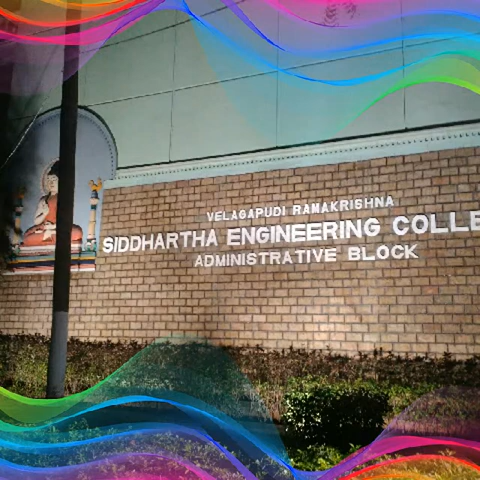 VELAGAPUDI RAMAKRISHNA
SIDDHARTHA ENGINEERING COLLE
ADMINISTRATIVE BLOCK